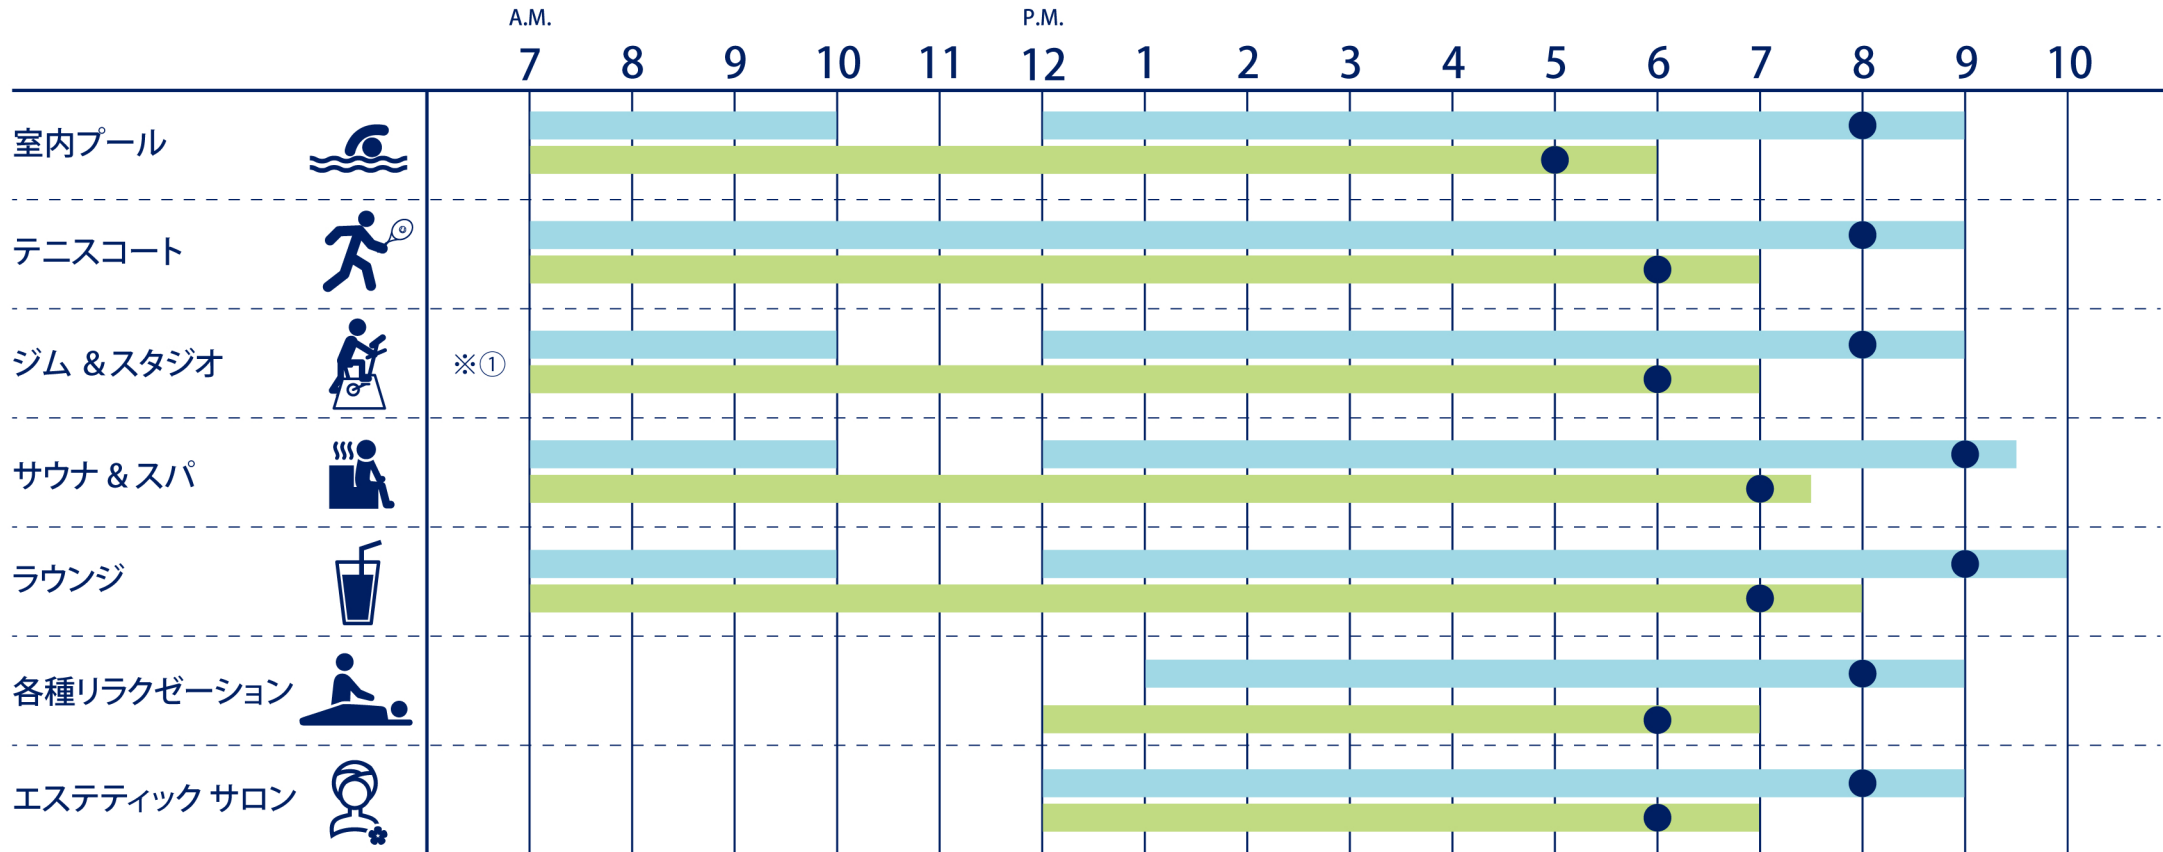 A.M. P.M.
7 8 9 10 11 12 1 2 3 4 5 6 7 8 9 10
室内プール
テニスコート
ジム &スタジオ ※①
サウナ & スパ
ラウンジ
各種リラクゼーション
エステティック サロン